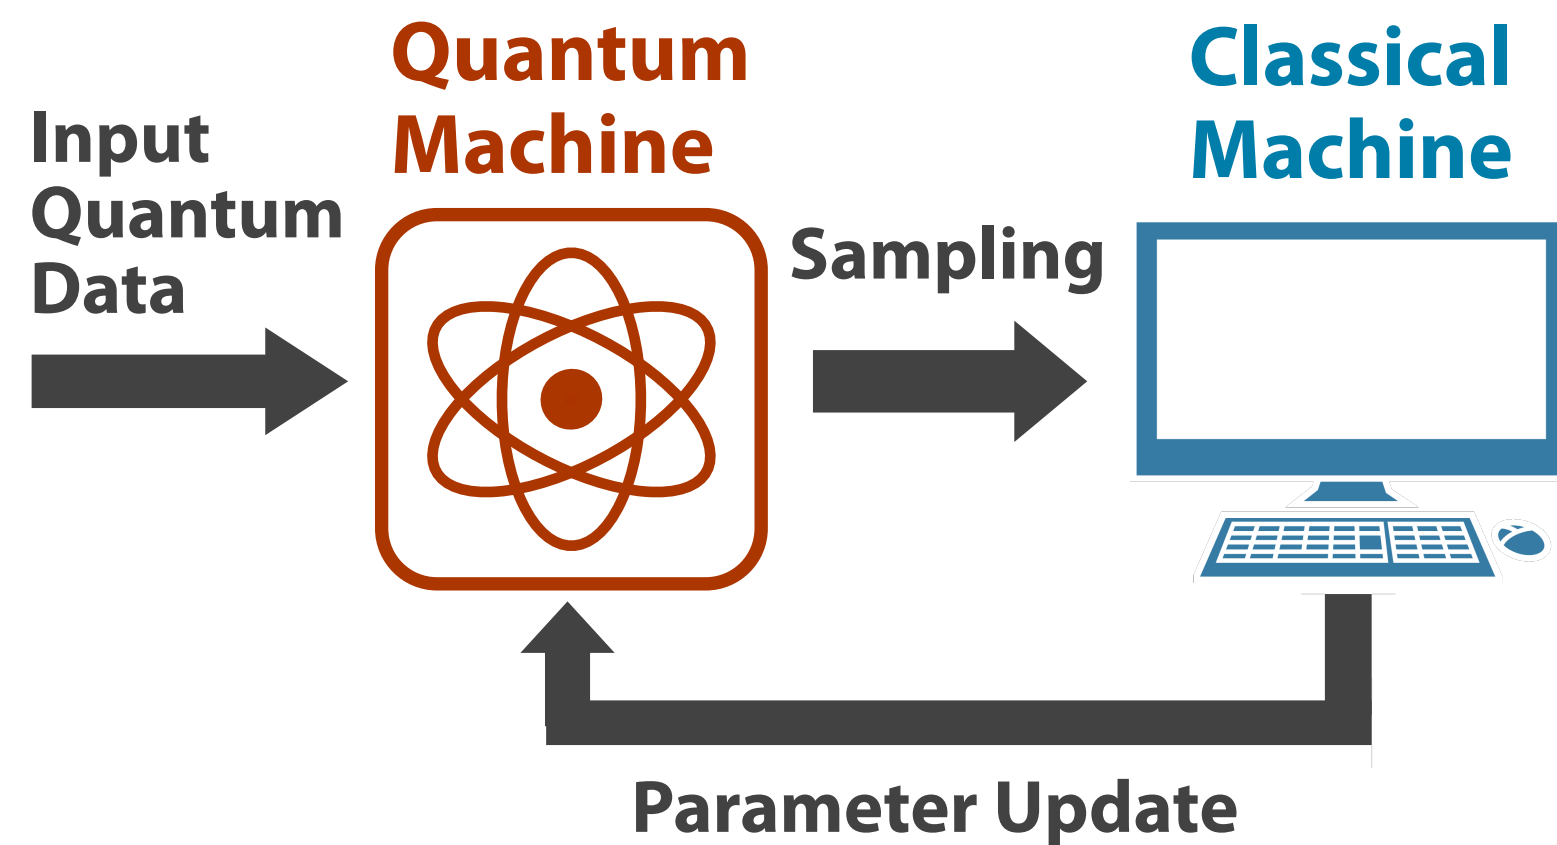 Input
Quantum
Data
Quantum
Machine
Sampling
Classical
Machine
Parameter Update